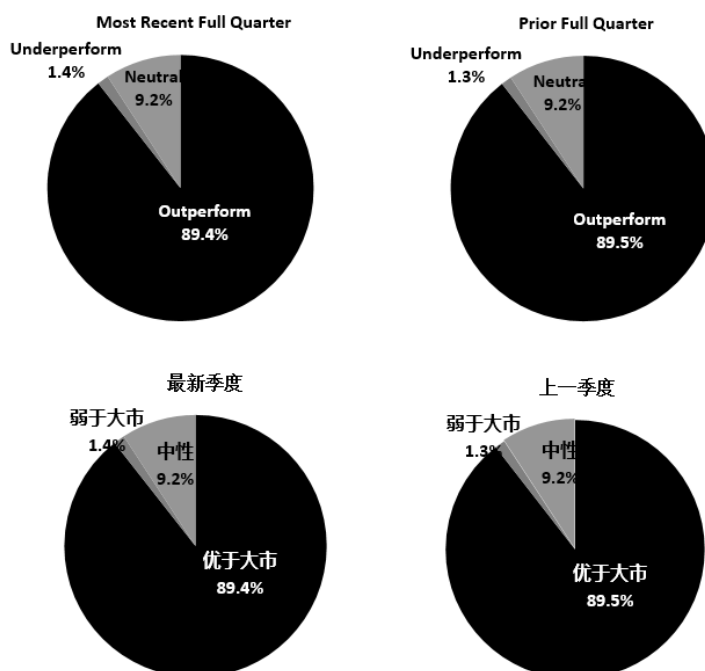 Most Recent Full Quarter
Underperform
1.4%
Neutral
9.2%
Outperform
89.4%
Prior Full Quarter
Underperform
1.3%
Neutral
9.2%
Outperform
89.5%
最新季度
弱于大市
1.4%
中性
9.2%
优于大市
89.4%
上一季度
弱于大市
1.3%
中性
9.2%
优于大市
89.5%